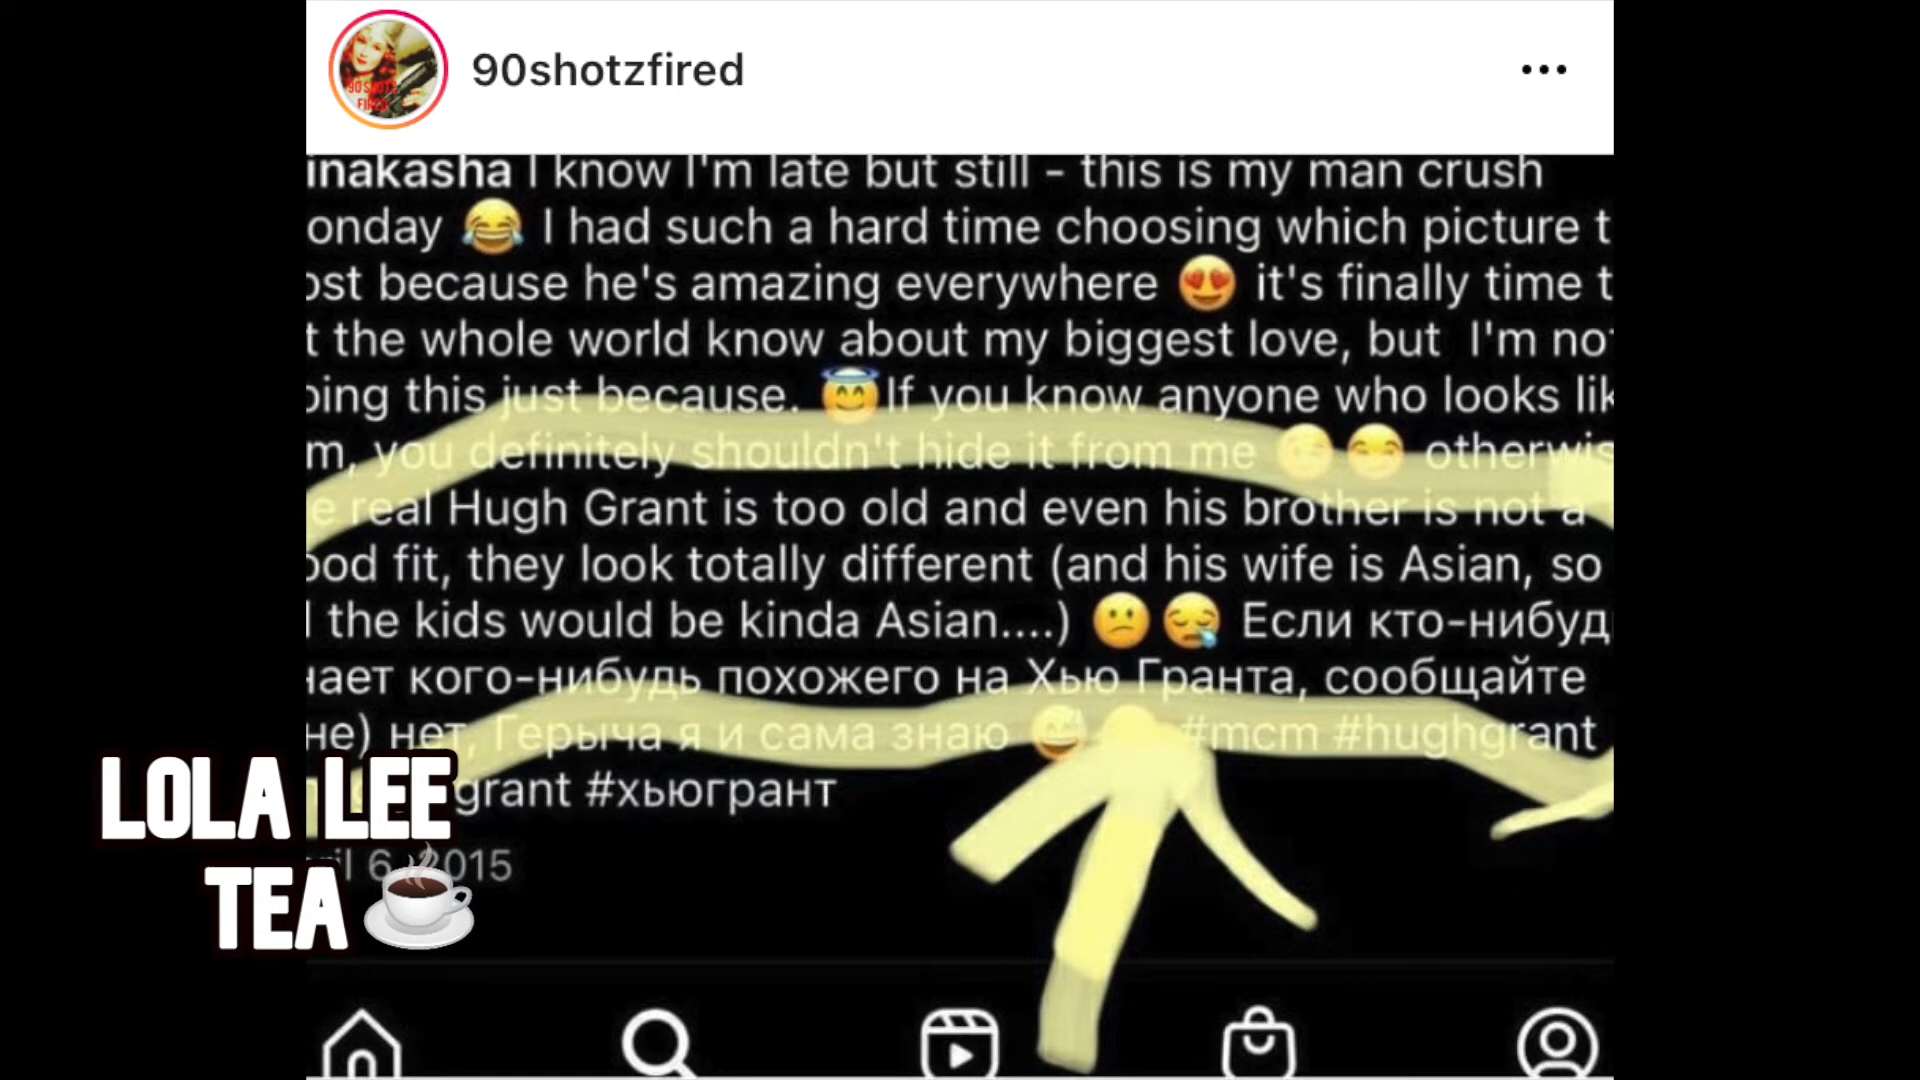 90shotzfired
90 SHOTZ
FIRED
inakasha I know I'm late but still - this is my man crush
onday 😂 I had such a hard time choosing which picture t
ost because he's amazing everywhere 😍 it's finally time t
t the whole world know about my biggest love, but I'm not
oing this just because. 😇If you know anyone who looks lik
m, you definitely shouldn't hide it from me 😉😏 otherwis
e real Hugh Grant is too old and even his brother is not a
ood fit, they look totally different (and his wife is Asian, so
l the kids would be kinda Asian....) 😕😪 Если кто-нибуд
нает кого-нибудь похожего на Хью Гранта, сообщайте
не) нет, Герыча я и сама знаю 😅 #mcm #hughgrant
grant #хьюгрант
ril 6, 2015
LOLA LEE
TEA☕